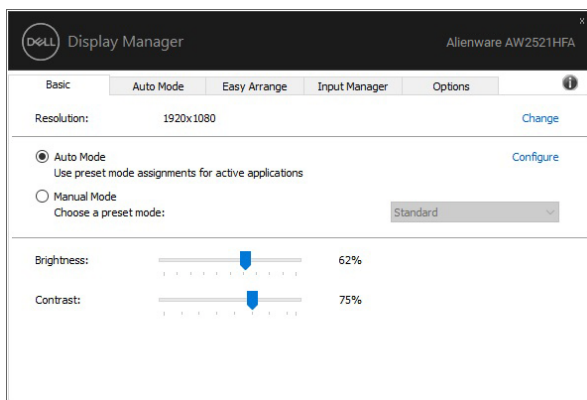 DELL Display Manager Alienware AW2521HFA
x
Basic Auto Mode Easy Arrange Input Manager Options i
Resolution: 1920x1080 Change
Auto Mode Configure
Use preset mode assignments for active applications
Manual Mode
Choose a preset mode: Standard
Brightness: 62%
Contrast: 75%